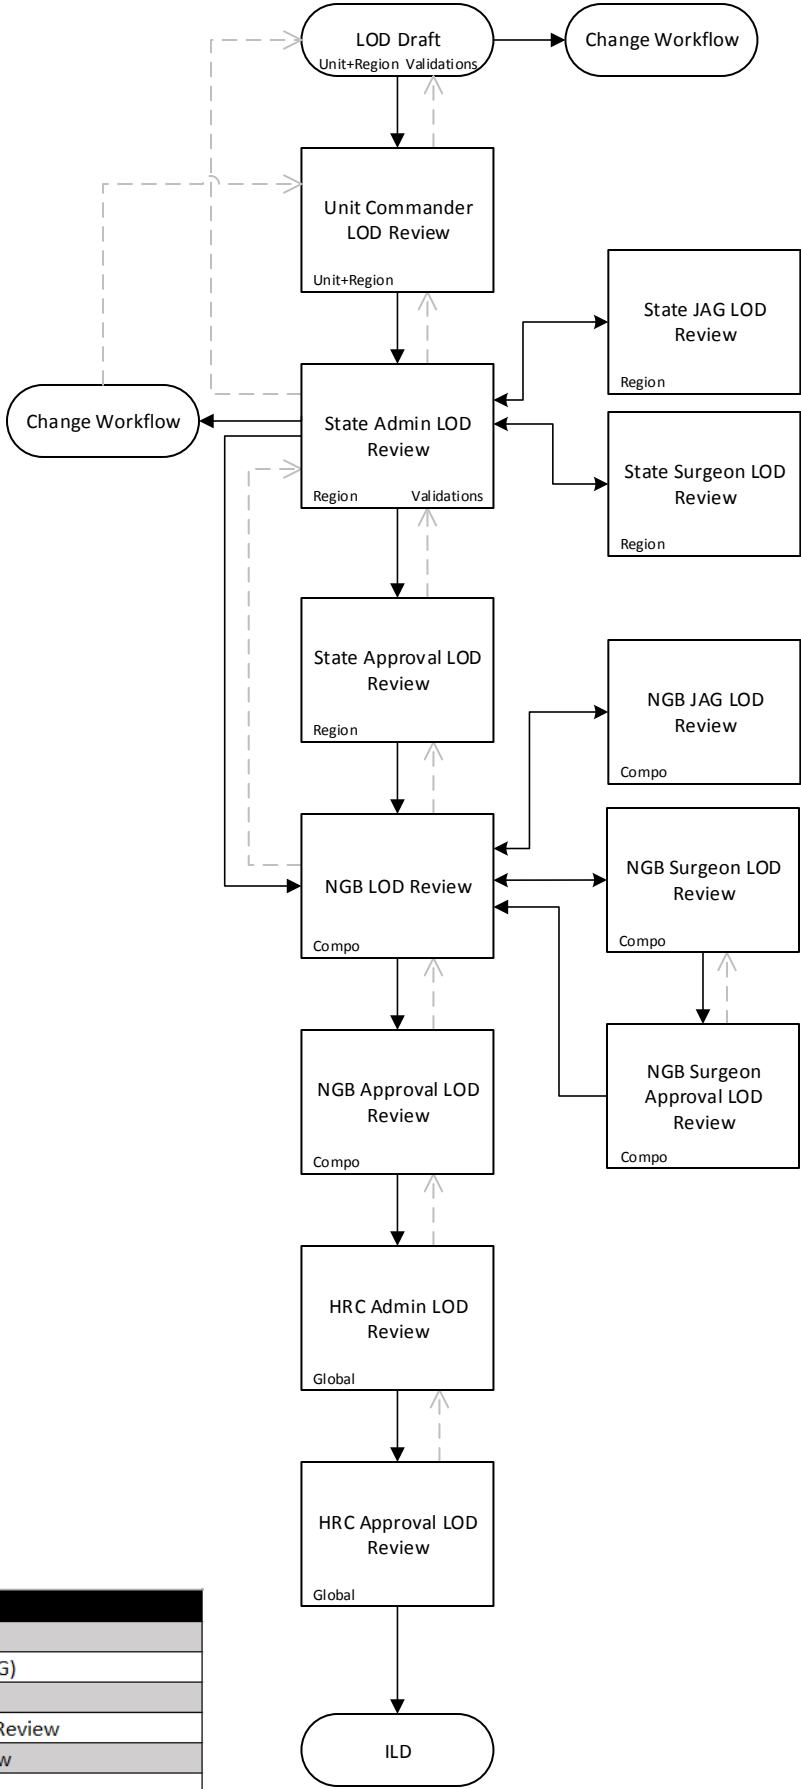 LOD Draft
Unit+Region Validations
Change Workflow
Unit Commander
LOD Review
Unit+Region
State JAG LOD
Review
Region
Change Workflow
State Admin LOD
Review
Region Validations
State Surgeon LOD
Review
Region
State Approval LOD
Review
Region
NGB JAG LOD
Review
Compo
NGB LOD Review
Compo
NGB Surgeon LOD
Review
Compo
NGB Approval LOD
Review
Compo
NGB Surgeon
Approval LOD
Review
Compo
HRC Admin LOD
Review
Global
HRC Approval LOD
Review
Global
G)
Review
w
ILD